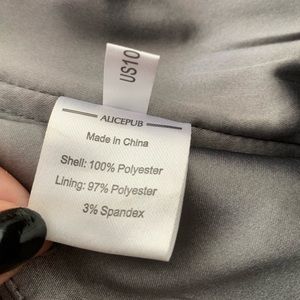 US10
ALICEPUB
Made in China
Shell: 100% Polyester
Lining: 97% Polyester
3% Spandex